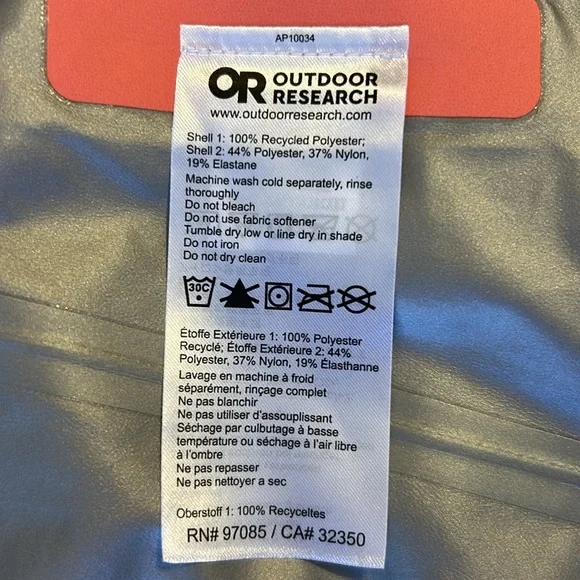 AP10034
OR OUTDOOR
RESEARCH
www.outdoorresearch.com
Shell 1: 100% Recycled Polyester;
Shell 2: 44% Polyester, 37% Nylon,
19% Elastane
Machine wash cold separately, rinse
thoroughly
Do not bleach
Do not use fabric softener
Tumble dry low or line dry in shade
Do not iron
Do not dry clean
30C
Étoffe Extérieure 1: 100% Polyester
Recyclé; Étoffe Extérieure 2: 44%
Polyester, 37% Nylon, 19% Élasthanne
Lavage en machine à froid
séparément, rinçage complet
Ne pas blanchir
Ne pas utiliser d'assouplissant
Séchage par culbutage à basse
température ou séchage à l'air libre
à l'ombre
Ne pas repasser
Ne pas nettoyer a sec
Oberstoff 1: 100% Recyceltes
RN# 97085 / CA# 32350